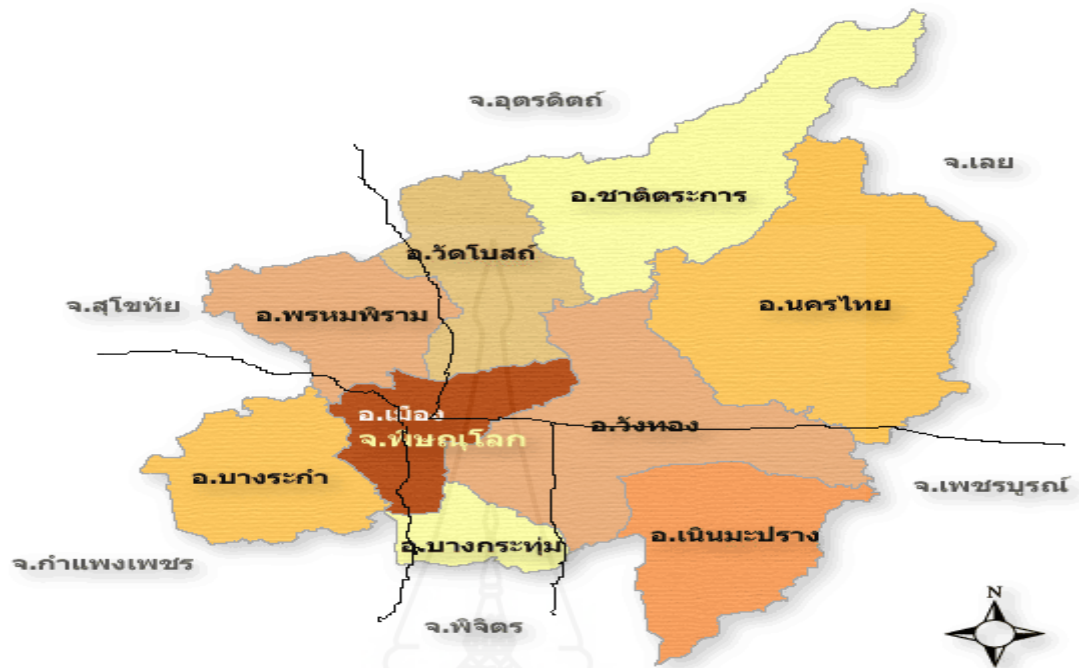 จ.อุตรดิตถ์
จ.เลย
อ.ชาติตระการ
อ.วัดโบสถ์
จ.สุโขทัย
อ.พรหมพิราม
อ.นครไทย
อ.เมือง
จ.พิษณุโลก
อ.วังทอง
อ.บางระกำ
จ.เพชรบูรณ์
อ.บางกระทุ่ม
อ.เนินมะปราง
จ.กำแพงเพชร
จ.พิจิตร
N